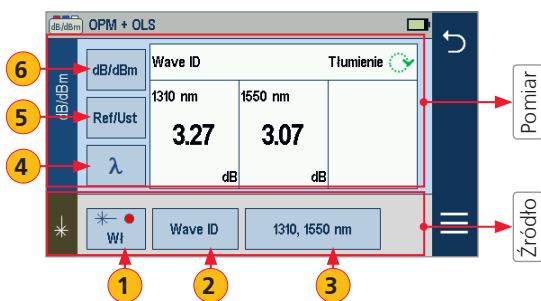 dB/dBm OPM + OLS
6
dB/dBm
dB/dBm
Wave ID Tłumienie
5
Ref/Ust
1310 nm 1550 nm
3.27 3.07
4
λ
dB dB
Pomiar
Wł
Wave ID
1310, 1550 nm
Źródło
1 2 3